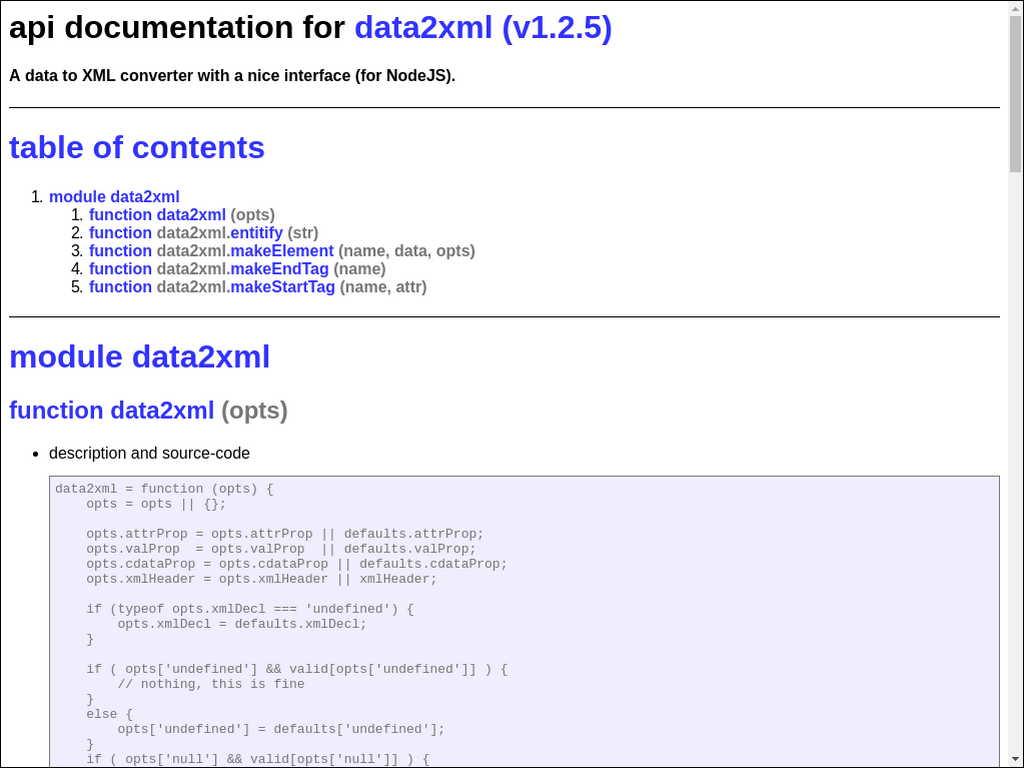 api documentation for data2xml (v1.2.5)
A data to XML converter with a nice interface (for NodeJS).
table of contents
1. module data2xml
1. function data2xml (opts)
2. function data2xml.entitify (str)
3. function data2xml.makeElement (name, data, opts)
4. function data2xml.makeEndTag (name)
5. function data2xml.makeStartTag (name, attr)
module data2xml
function data2xml (opts)
• description and source-code
data2xml = function (opts) {
    opts = opts || {};
    opts.attrProp = opts.attrProp || defaults.attrProp;
    opts.valProp  = opts.valProp  || defaults.valProp;
    opts.cdataProp = opts.cdataProp || defaults.cdataProp;
    opts.xmlHeader = opts.xmlHeader || xmlHeader;
    if (typeof opts.xmlDecl === 'undefined') {
        opts.xmlDecl = defaults.xmlDecl;
    }
    if ( opts['undefined'] && valid[opts['undefined']] ) {
        // nothing, this is fine
    }
    else {
        opts['undefined'] = defaults['undefined'];
    }
    if ( opts['null'] && valid[opts['null']] ) {